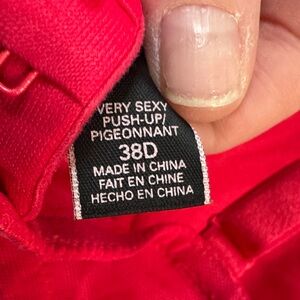 VERY SEXY
PUSH-UP/
PIGEONNANT
38D
MADE IN CHINA
FAIT EN CHINE
HECHO EN CHINA